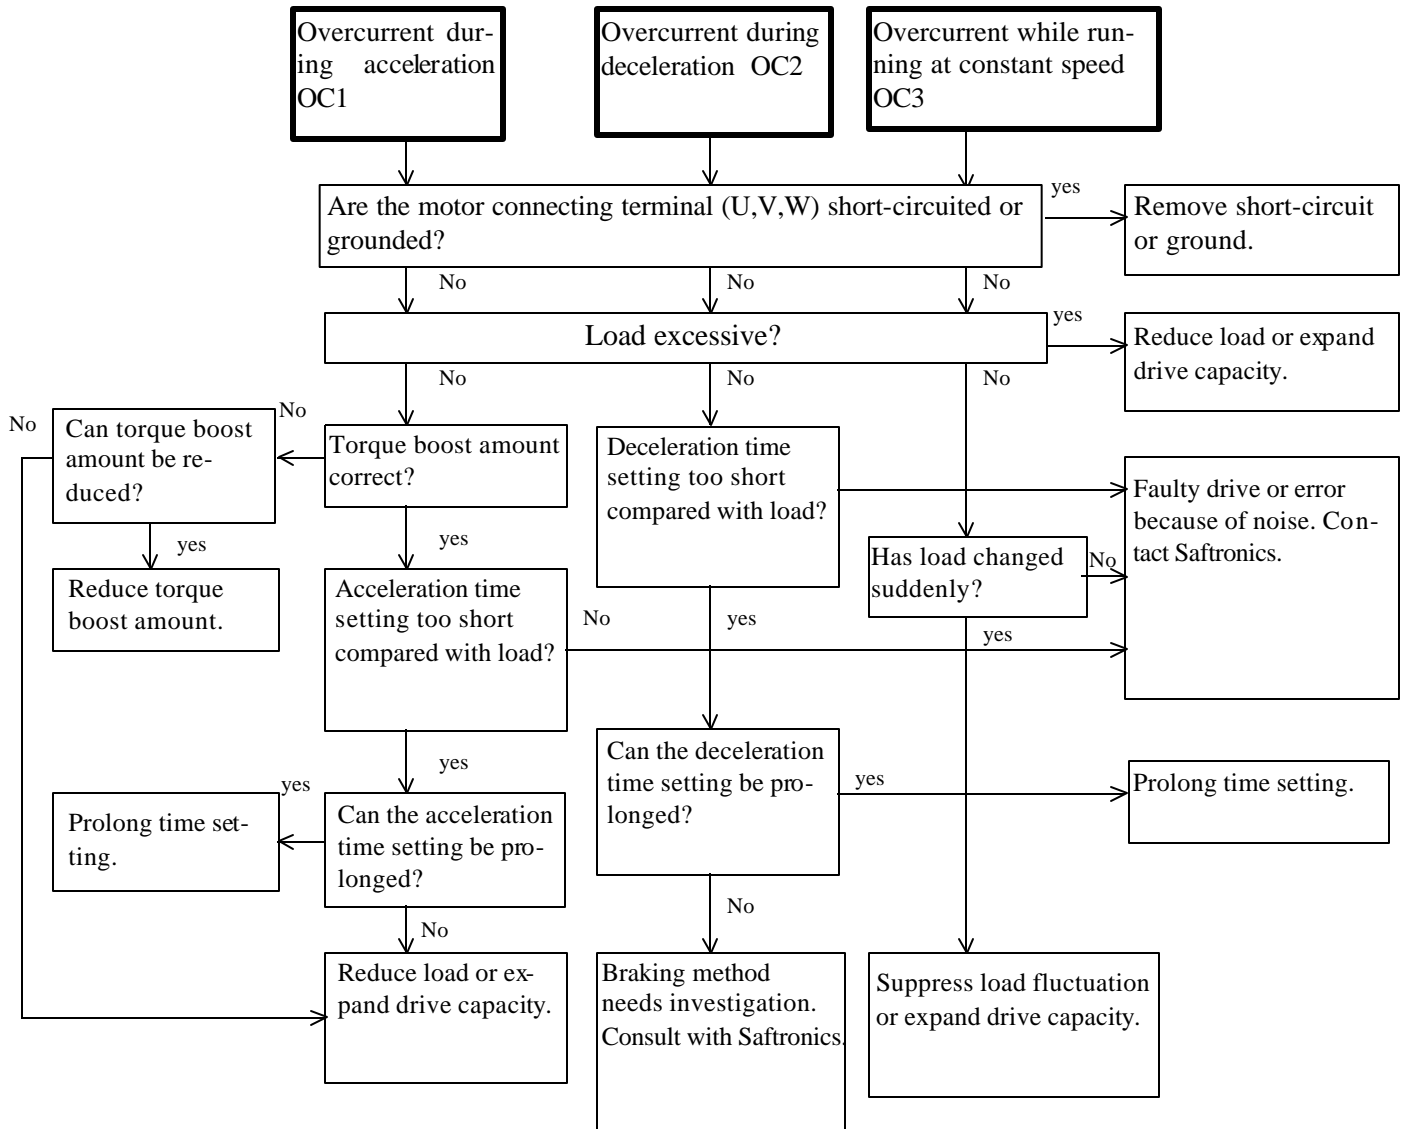 Overcurrent dur-
ing acceleration
OC1
Overcurrent during
deceleration OC2
Overcurrent while run-
ning at constant speed
OC3
Are the motor connecting terminal (U,V,W) short-circuited or
grounded?
yes
Remove short-circuit
or ground.
No
No
No
Load excessive?
yes
Reduce load or expand
drive capacity.
No
No
No
No
Can torque boost
amount be re-
duced?
No
Torque boost amount
correct?
Deceleration time
setting too short
compared with load?
Faulty drive or error
because of noise. Con-
tact Saftronics.
yes
yes
Has load changed
suddenly?
No
Reduce torque
boost amount.
Acceleration time
setting too short
compared with load?
No
yes
yes
yes
Can the deceleration
time setting be pro-
longed?
yes
Prolong time setting.
yes
Prolong time set-
ting.
Can the acceleration
time setting be pro-
longed?
No
No
Reduce load or ex-
pand drive capacity.
Braking method
needs investigation.
Consult with Saftronics.
Suppress load fluctuation
or expand drive capacity.